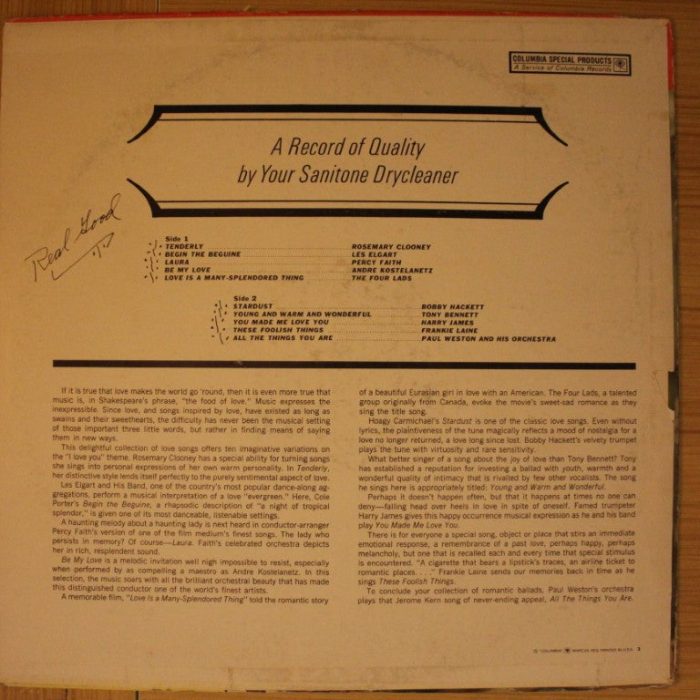 COLUMBIA SPECIAL PRODUCTS
A Service of Columbia Records
A Record of Quality
by Your Sanitone Drycleaner
Real Good
Side 1
TENDERLY ROSEMARY CLOONEY
BEGIN THE BEGUINE LES ELGART
LAURA PERCY FAITH
BE MY LOVE ANDRE KOSTELANETZ
LOVE IS A MANY-SPLENDORED THING THE FOUR LADS
Side 2
STARDUST BOBBY HACKETT
YOUNG AND WARM AND WONDERFUL TONY BENNETT
YOU MADE ME LOVE YOU HARRY JAMES
THESE FOOLISH THINGS FRANKIE LAINE
ALL THE THINGS YOU ARE PAUL WESTON AND HIS ORCHESTRA
If it is true that love makes the world go 'round, then it is even more true that
music is, in Shakespeare's phrase, "the food of love." Music expresses the
inexpressible. Since love, and songs inspired by love, have existed as long as
swains and their sweethearts, the difficulty has never been the musical setting
of those important three little words, but rather in finding means of saying
them in new ways.
This delightful collection of love songs offers ten imaginative variations on
the "I love you" theme. Rosemary Clooney has a special ability for turning songs
she sings into personal expressions of her own warm personality. In Tenderly,
her distinctive style lends itself perfectly to the purely sentimental aspect of love.
Les Elgart and His Band, one of the country's most popular dance-along ag-
gregations, perform a musical interpretation of a love "evergreen." Here, Cole
Porter's Begin the Beguine, a rhapsodic description of "a night of tropical
splendor," is given one of its most danceable, listenable settings.
A haunting melody about a haunting lady is next heard in conductor-arranger
Percy Faith's version of one of the film medium's finest songs. The lady who
persists in memory? Of course—Laura. Faith's celebrated orchestra depicts
her in rich, resplendent sound.
Be My Love is a melodic invitation well nigh impossible to resist, especially
when performed by as compelling a maestro as Andre Kostelanetz. In this
selection, the music soars with all the brilliant orchestral beauty that has made
this distinguished conductor one of the world's finest artists.
A memorable film, "Love Is a Many-Splendored Thing" told the romantic story
of a beautiful Eurasian girl in love with an American. The Four Lads, a talented
group originally from Canada, evoke the movie's sweet-sad romance as they
sing the title song.
Hoagy Carmichael's Stardust is one of the classic love songs. Even without
lyrics, the plaintiveness of the tune magically reflects a mood of nostalgia for a
love no longer returned, a love long since lost. Bobby Hackett's velvety trumpet
plays the tune with virtuosity and rare sensitivity.
What better singer of a song about the joy of love than Tony Bennett? Tony
has established a reputation for investing a ballad with youth, warmth and a
wonderful quality of intimacy that is rivalled by few other vocalists. The song
he sings here is appropriately titled: Young and Warm and Wonderful.
Perhaps it doesn't happen often, but that it happens at times no one can
deny—falling head over heels in love in spite of oneself. Famed trumpeter
Harry James gives this happy occurrence musical expression as he and his band
play You Made Me Love You.
There is for everyone a special song, object or place that stirs an immediate
emotional response, a remembrance of a past love, perhaps happy, perhaps
melancholy, but one that is recalled each and every time that special stimulus
is encountered. "A cigarette that bears a lipstick's traces, an airline ticket to
romantic places. . . ." Frankie Laine sends our memories back in time as he
sings These Foolish Things.
To conclude your collection of romantic ballads, Paul Weston's orchestra
plays that Jerome Kern song of never-ending appeal, All The Things You Are.
"COLUMBIA" MARCAS REG. PRINTED IN U.S.A. 3